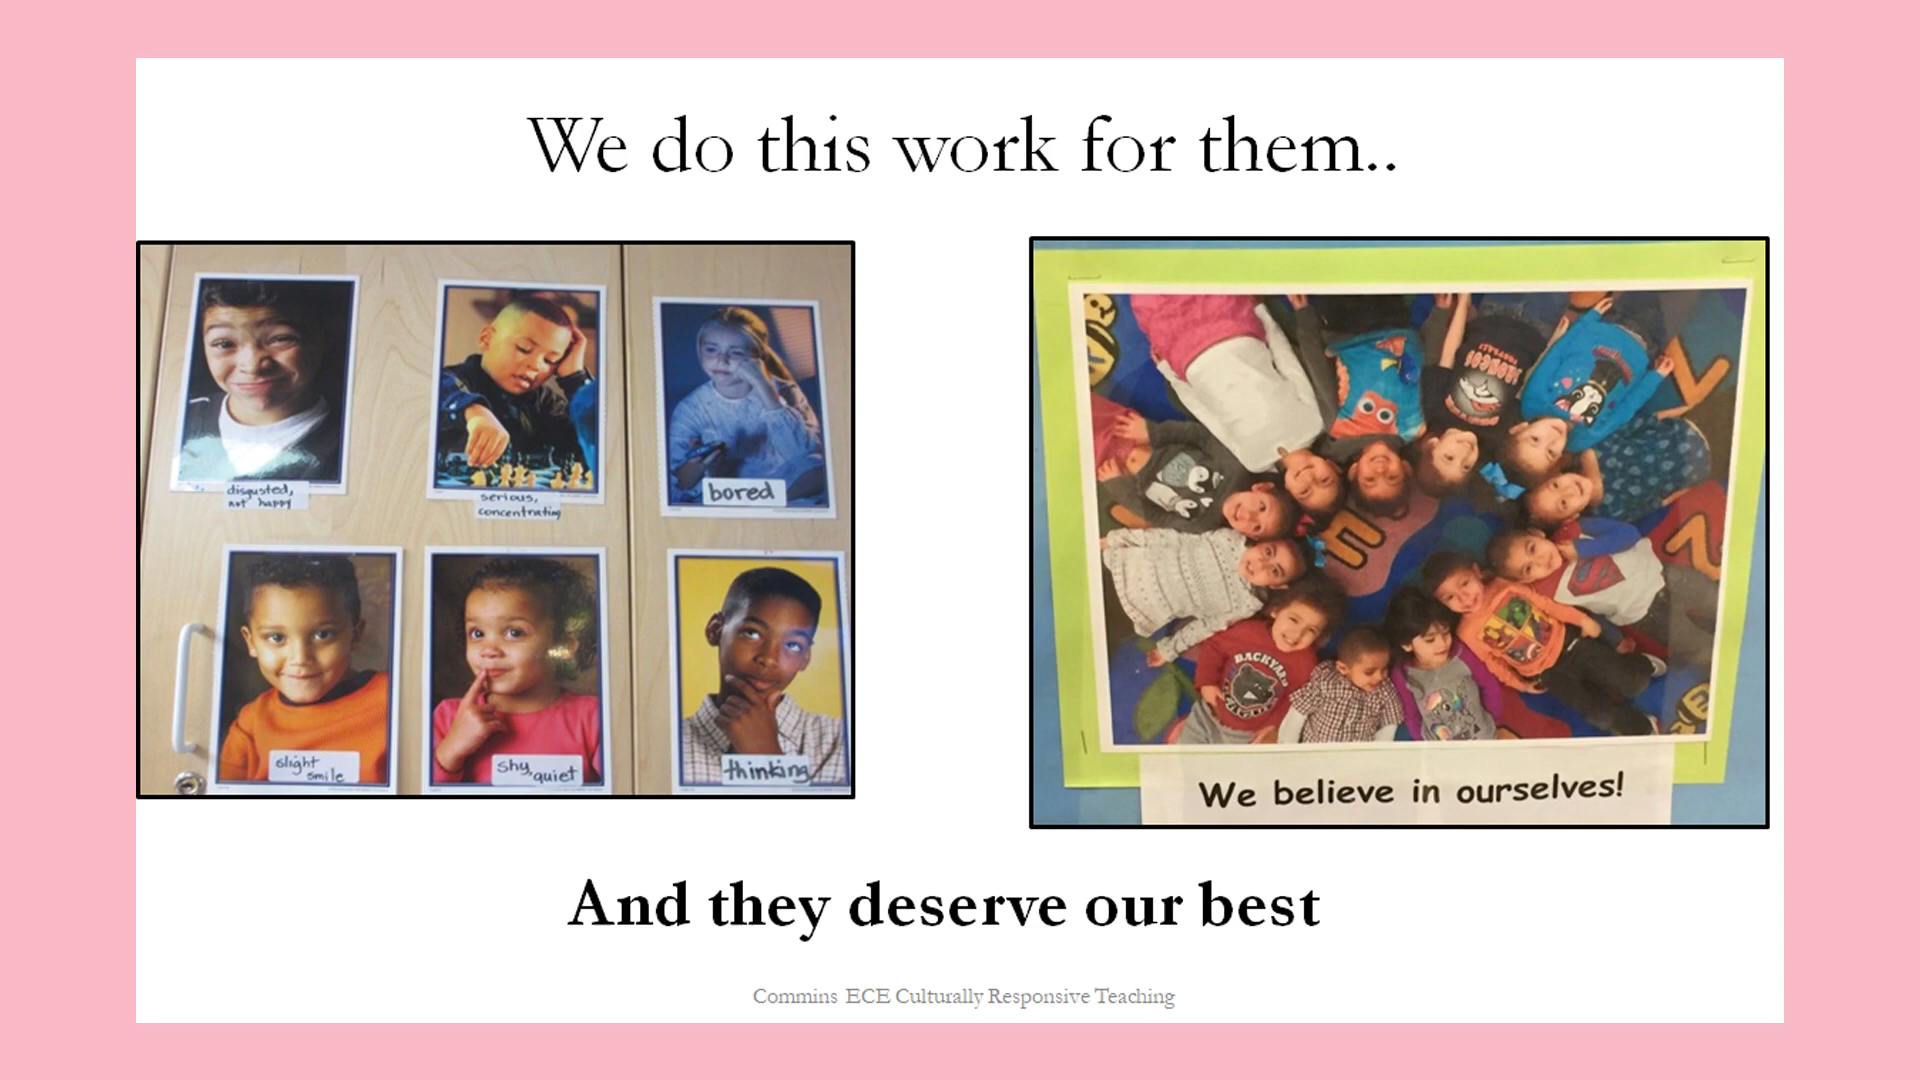 We do this work for them..
disgusted,
not happy
serious,
concentrating
bored
slight
smile
shy, quiet
thinking
BACKYARD
We believe in ourselves!
And they deserve our best
Commins ECE Culturally Responsive Teaching